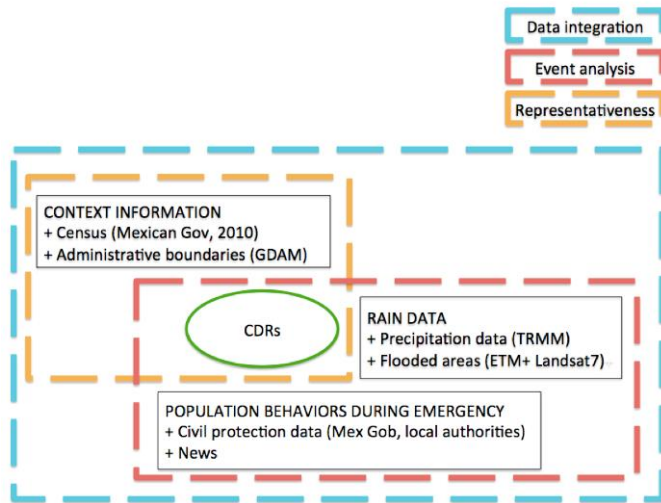 Data integration
Event analysis
Representativeness
CONTEXT INFORMATION
+ Census (Mexican Gov, 2010)
+ Administrative boundaries (GDAM)
CDRs
RAIN DATA
+ Precipitation data (TRMM)
+ Flooded areas (ETM+ Landsat7)
POPULATION BEHAVIORS DURING EMERGENCY
+ Civil protection data (Mex Gob, local authorities)
+ News